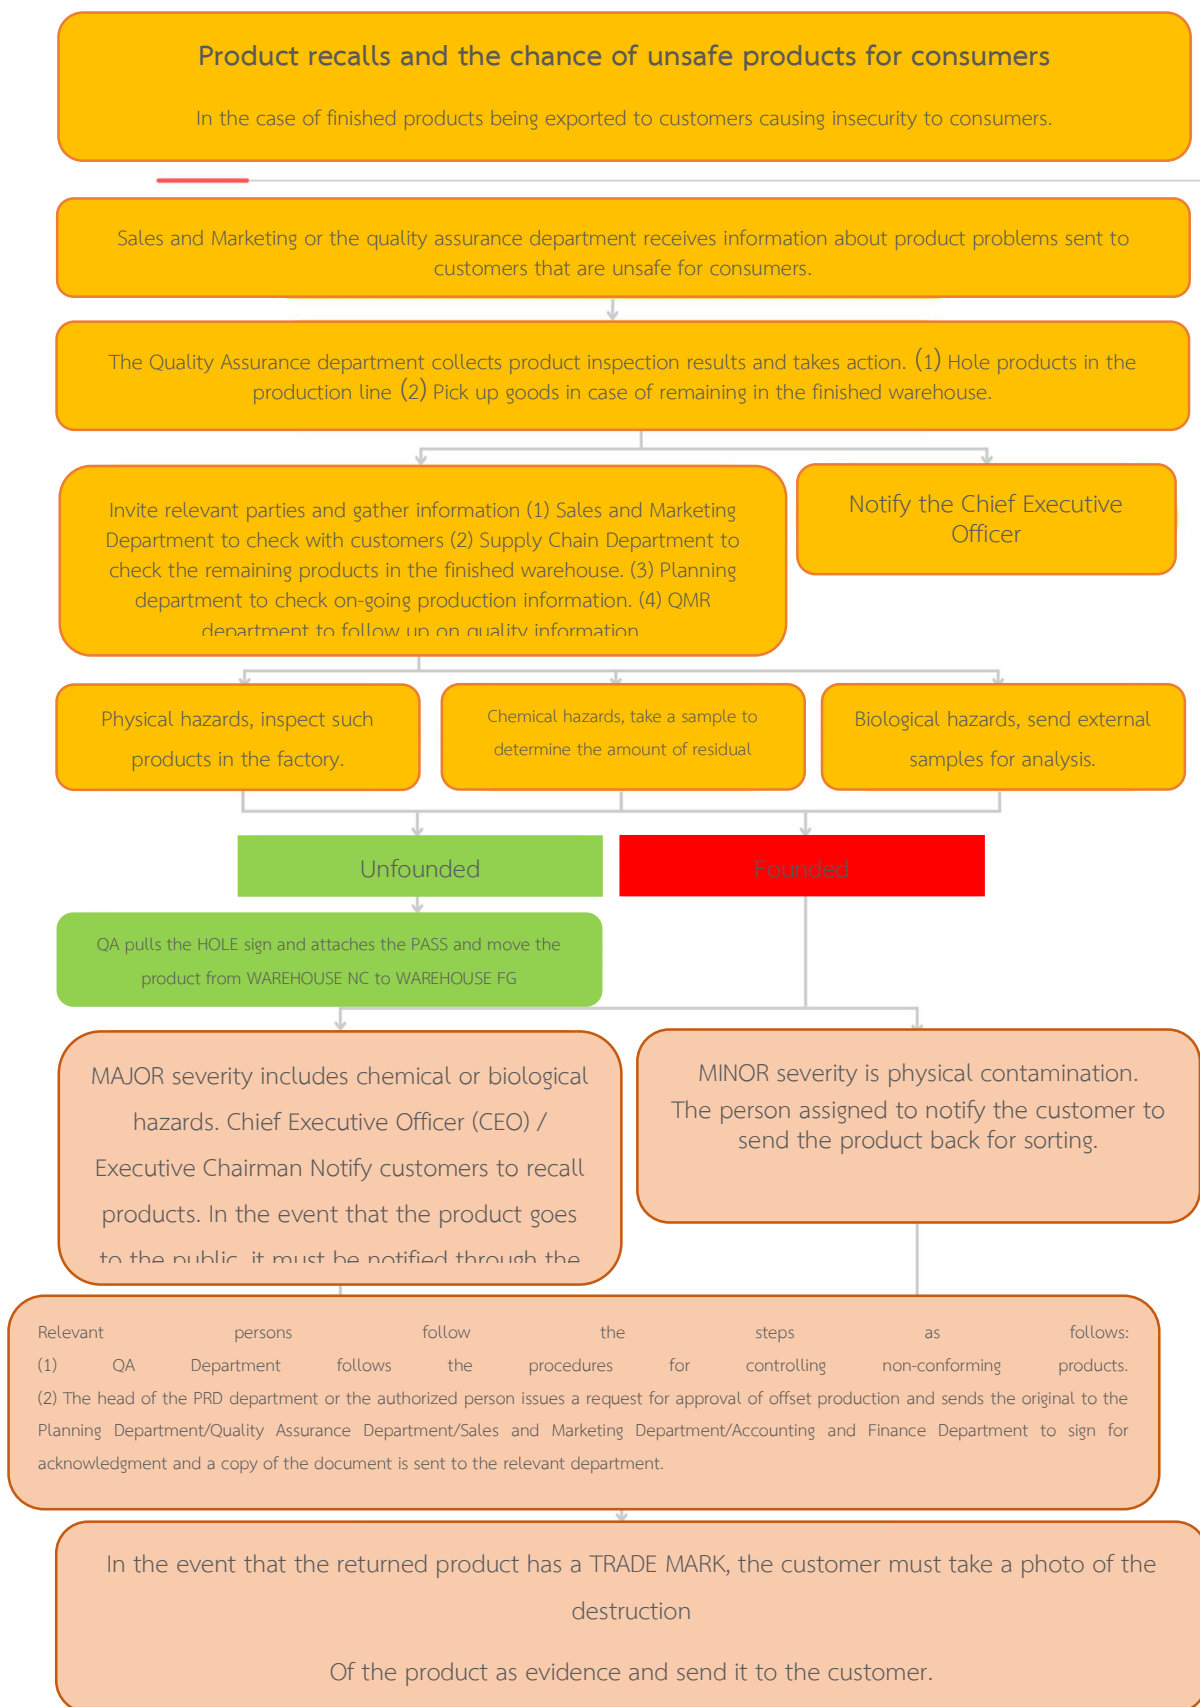 Product recalls and the chance of unsafe products for consumers
In the case of finished products being exported to customers causing insecurity to consumers.
Sales and Marketing or the quality assurance department receives information about product problems sent to
customers that are unsafe for consumers.
The Quality Assurance department collects product inspection results and takes action. (1) Hole products in the
production line (2) Pick up goods in case of remaining in the finished warehouse.
Invite relevant parties and gather information (1) Sales and Marketing
Department to check with customers (2) Supply Chain Department to
check the remaining products in the finished warehouse. (3) Planning
department to check on-going production information. (4) QMR
department to follow up on quality information
Notify the Chief Executive
Officer
Physical hazards, inspect such
products in the factory.
Chemical hazards, take a sample to
determine the amount of residual
Biological hazards, send external
samples for analysis.
Unfounded
Founded
QA pulls the HOLE sign and attaches the PASS and move the
product from WAREHOUSE NC to WAREHOUSE FG
MAJOR severity includes chemical or biological
hazards. Chief Executive Officer (CEO) /
Executive Chairman Notify customers to recall
products. In the event that the product goes
to the public, it must be notified through the
MINOR severity is physical contamination.
The person assigned to notify the customer to
send the product back for sorting.
Relevant persons follow the steps as follows:
(1) QA Department follows the procedures for controlling non-conforming products.
(2) The head of the PRD department or the authorized person issues a request for approval of offset production and sends the original to the
Planning Department/Quality Assurance Department/Sales and Marketing Department/Accounting and Finance Department to sign for
acknowledgment and a copy of the document is sent to the relevant department.
In the event that the returned product has a TRADE MARK, the customer must take a photo of the
destruction
Of the product as evidence and send it to the customer.